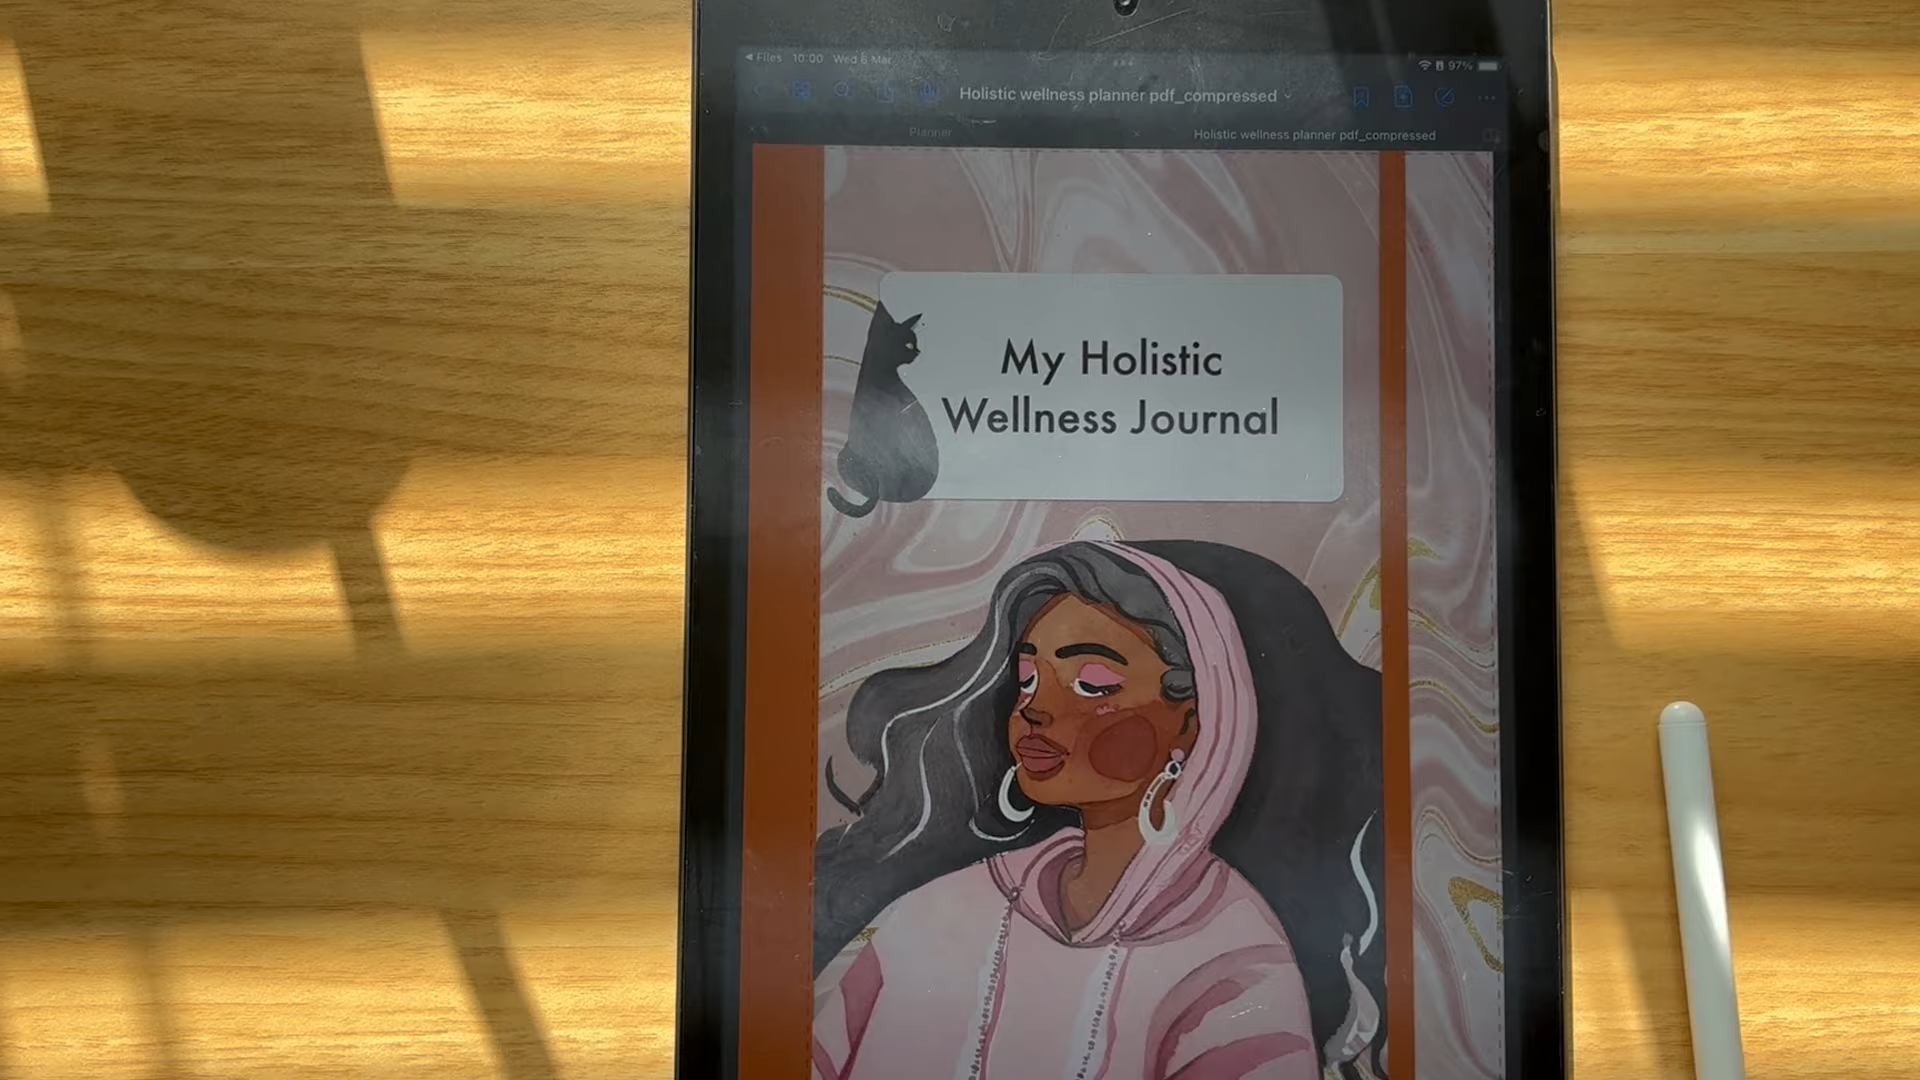 Files 10:00 Wed 6 Mar
97%
Holistic wellness planner pdf_compressed
Planner
Holistic wellness planner pdf_compressed
My Holistic
Wellness Journal